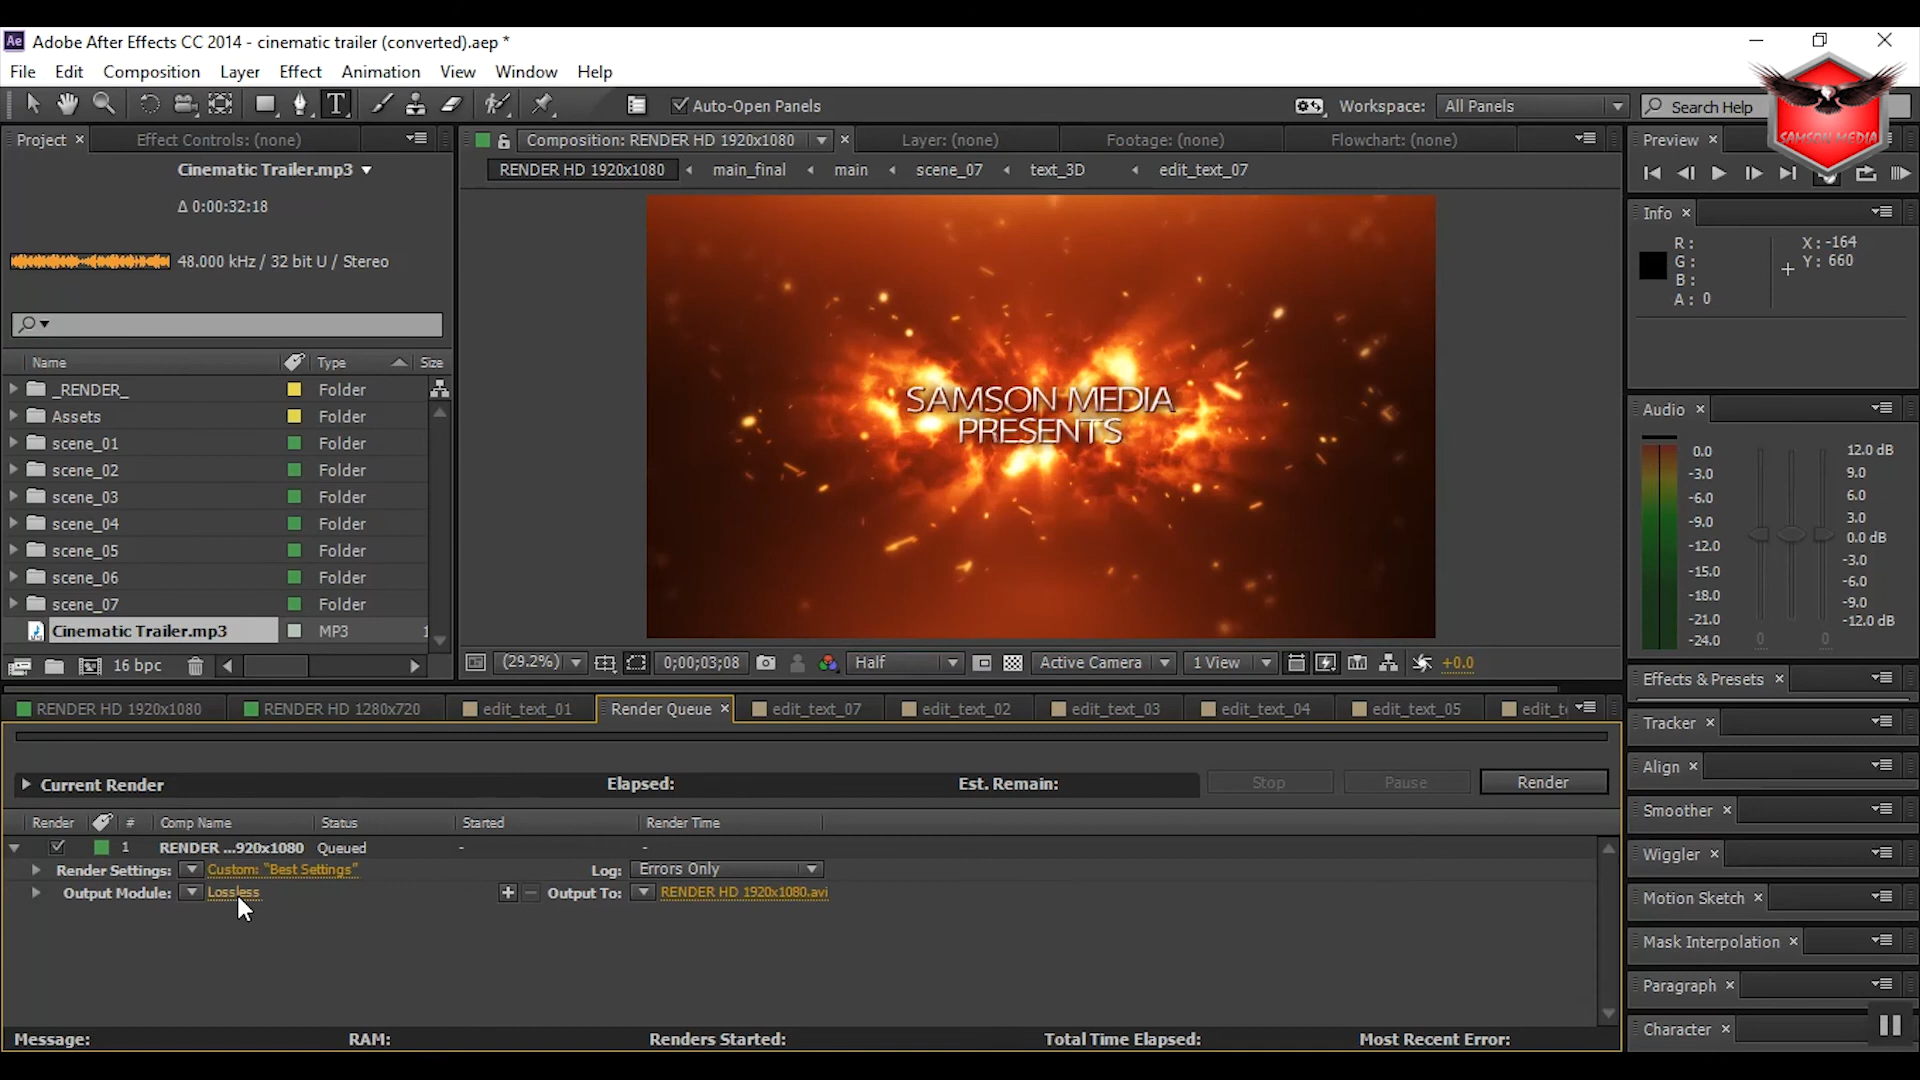 Ae Adobe After Effects CC 2014 - cinematic trailer (converted).aep *
File Edit Composition Layer Effect Animation View Window Help
T Auto-Open Panels Workspace: All Panels Search Help
SAMSON MEDIA
Project Effect Controls: (none)
Composition: RENDER HD 1920x1080 Layer: (none) Footage: (none) Flowchart: (none)
Preview
Cinematic Trailer.mp3
RENDER HD 1920x1080 main_final main scene_07 text_3D edit_text_07
Δ 0:00:32:18
48.000 kHz / 32 bit U / Stereo
Info
R:
G:
B:
A: 0
X: -164
Y: 660
Name Type Size
_RENDER_ Folder
Assets Folder
scene_01 Folder
scene_02 Folder
scene_03 Folder
scene_04 Folder
scene_05 Folder
scene_06 Folder
scene_07 Folder
Cinematic Trailer.mp3 MP3 1
16 bpc
SAMSON MEDIA
PRESENTS
(29.2%) 0;00;03;08 Half Active Camera 1 View +0.0
Audio
0.0
-3.0
-6.0
-9.0
-12.0
-15.0
-18.0
-21.0
-24.0
12.0 dB
9.0
6.0
3.0
0.0 dB
-3.0
-6.0
-9.0
-12.0 dB
0 0
Effects & Presets
Tracker
Align
Smoother
Wiggler
Motion Sketch
Mask Interpolation
Paragraph
Character
RENDER HD 1920x1080 RENDER HD 1280x720 edit_text_01 Render Queue edit_text_07 edit_text_02 edit_text_03 edit_text_04 edit_text_05 edit_t
Current Render Elapsed: Est. Remain: Stop Pause Render
Render # Comp Name Status Started Render Time
1 RENDER ...920x1080 Queued - -
Render Settings: Custom: "Best Settings" Log: Errors Only
Output Module: Lossless Output To: RENDER HD 1920x1080.avi
Message: RAM: Renders Started: Total Time Elapsed: Most Recent Error: